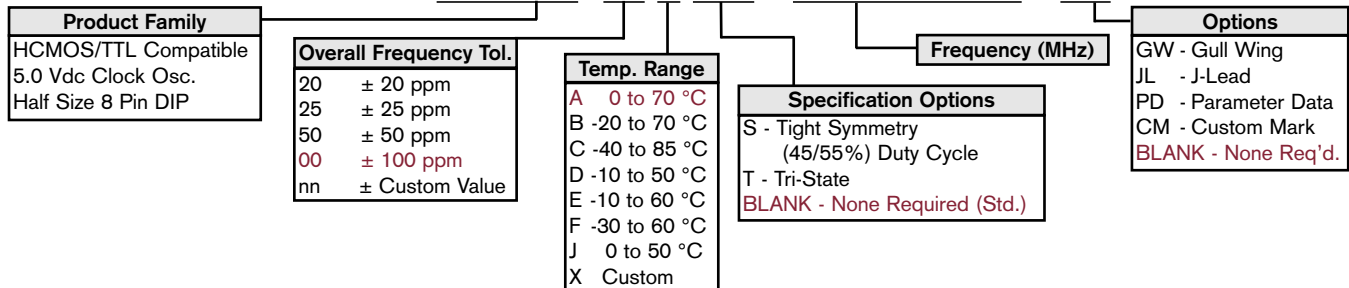 Product Family
HCMOS/TTL Compatible
5.0 Vdc Clock Osc.
Half Size 8 Pin DIP
Overall Frequency Tol.
20 ± 20 ppm
25 ± 25 ppm
50 ± 50 ppm
00 ± 100 ppm
nn ± Custom Value
Temp. Range
A 0 to 70 °C
B -20 to 70 °C
C -40 to 85 °C
D -10 to 50 °C
E -10 to 60 °C
F -30 to 60 °C
J 0 to 50 °C
X Custom
Specification Options
S - Tight Symmetry
(45/55%) Duty Cycle
T - Tri-State
BLANK - None Required (Std.)
Frequency (MHz)
Options
GW - Gull Wing
JL - J-Lead
PD - Parameter Data
CM - Custom Mark
BLANK - None Req'd.